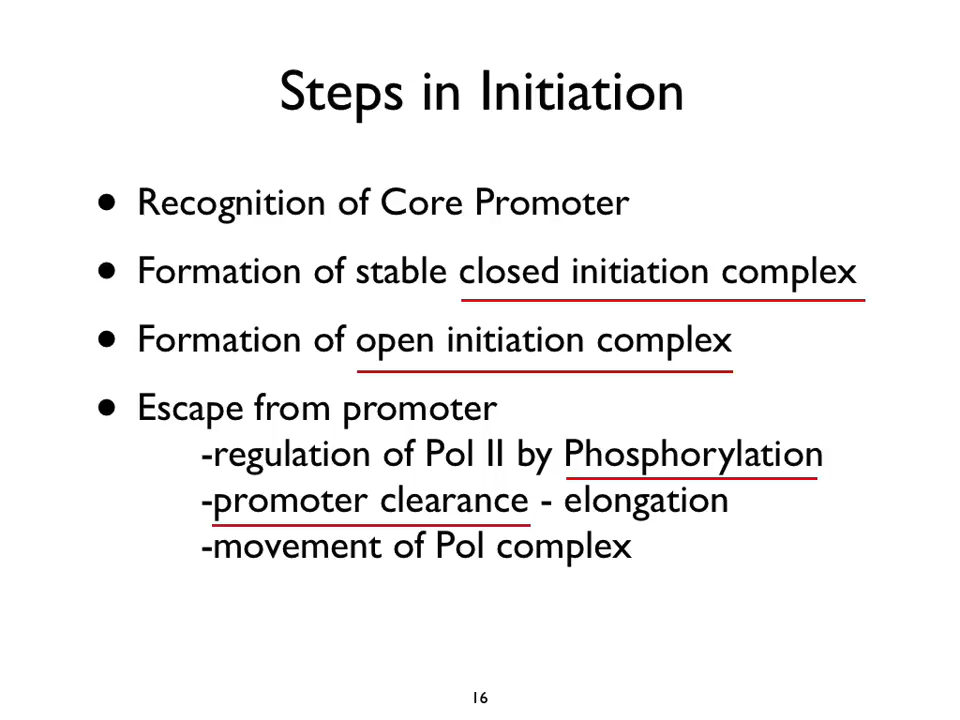 Steps in Initiation
• Recognition of Core Promoter
• Formation of stable closed initiation complex
• Formation of open initiation complex
• Escape from promoter
-regulation of Pol II by Phosphorylation
-promoter clearance - elongation
-movement of Pol complex
16